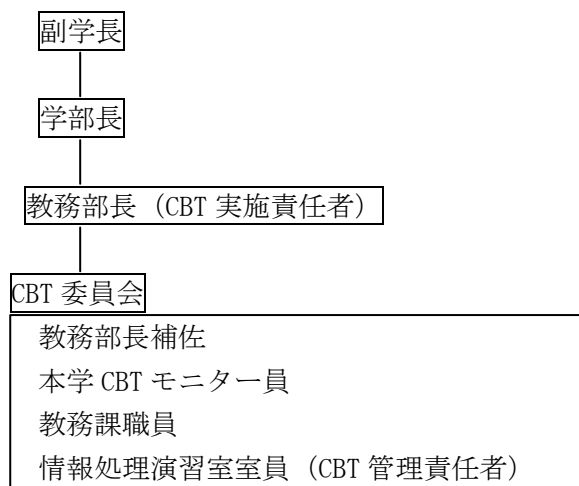 副学長
学部長
教務部長（CBT 実施責任者）
CBT 委員会
教務部長補佐
本学 CBT モニター員
教務課職員
情報処理演習室室員（CBT 管理責任者）